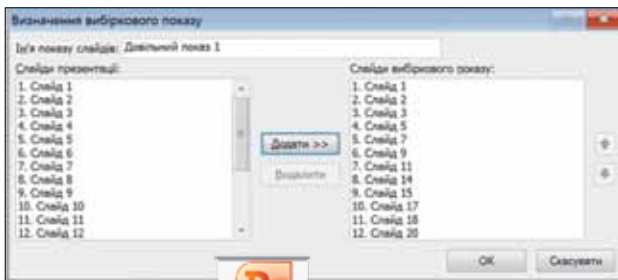 Визначення вибіркового показу
Ім'я показу слайдів: Довільний показ 1
Слайди презентації:
1. Слайд 1
2. Слайд 2
3. Слайд 3
4. Слайд 4
5. Слайд 5
6. Слайд 6
7. Слайд 7
8. Слайд 8
9. Слайд 9
10. Слайд 10
11. Слайд 11
12. Слайд 12
Додати >>
Видалити
Слайди вибіркового показу:
1. Слайд 1
2. Слайд 2
3. Слайд 3
4. Слайд 5
5. Слайд 7
6. Слайд 9
7. Слайд 11
8. Слайд 14
9. Слайд 15
10. Слайд 17
11. Слайд 18
12. Слайд 20
ОК
Скасувати